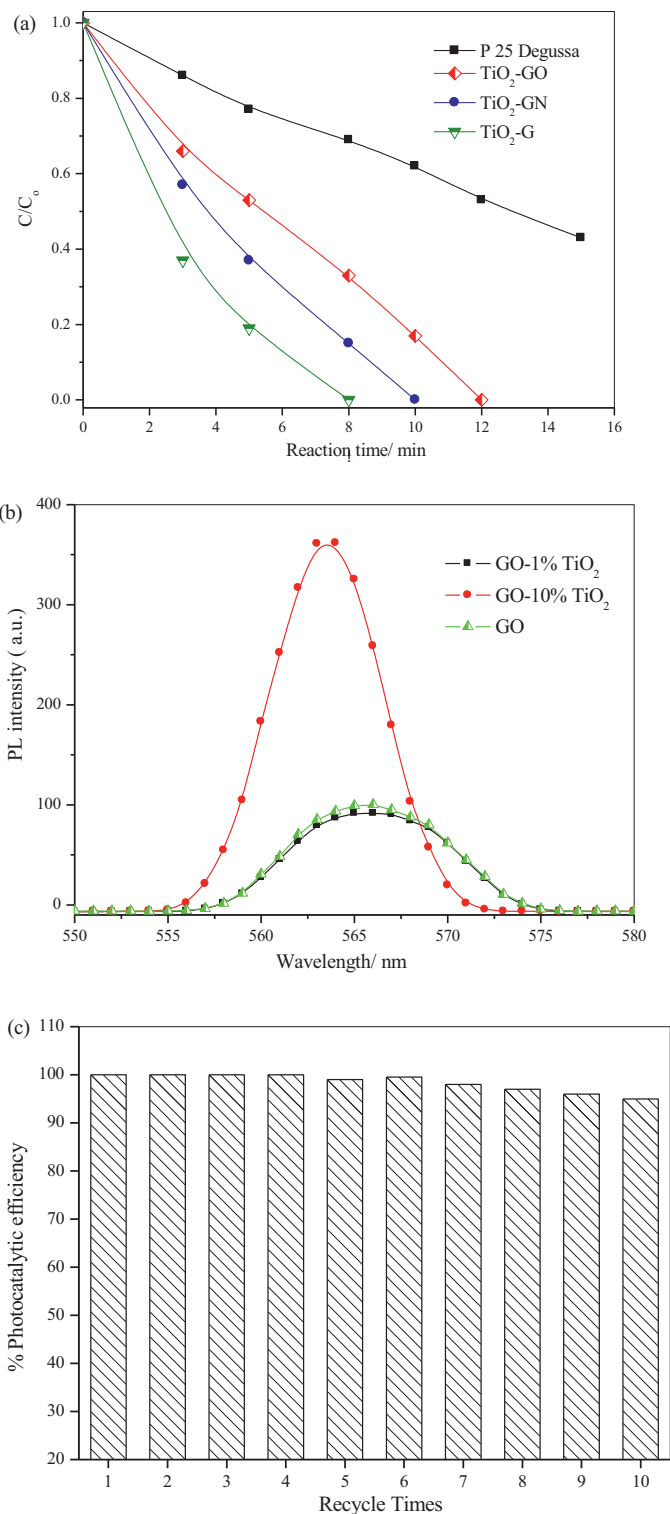 (a)
1.0
0.8
0.6
0.4
0.2
0.0
C/Co
P 25 Degussa
TiO2-GO
TiO2-GN
TiO2-G
0 2 4 6 8 10 12 14 16
Reaction time/ min
(b)
400
300
200
100
0
PL intensity ( a.u.)
GO-1% TiO2
GO-10% TiO2
GO
550 555 560 565 570 575 580
Wavelength/ nm
(c)
110
100
90
80
70
60
50
40
30
20
% Photocatalytic efficiency
1 2 3 4 5 6 7 8 9 10
Recycle Times